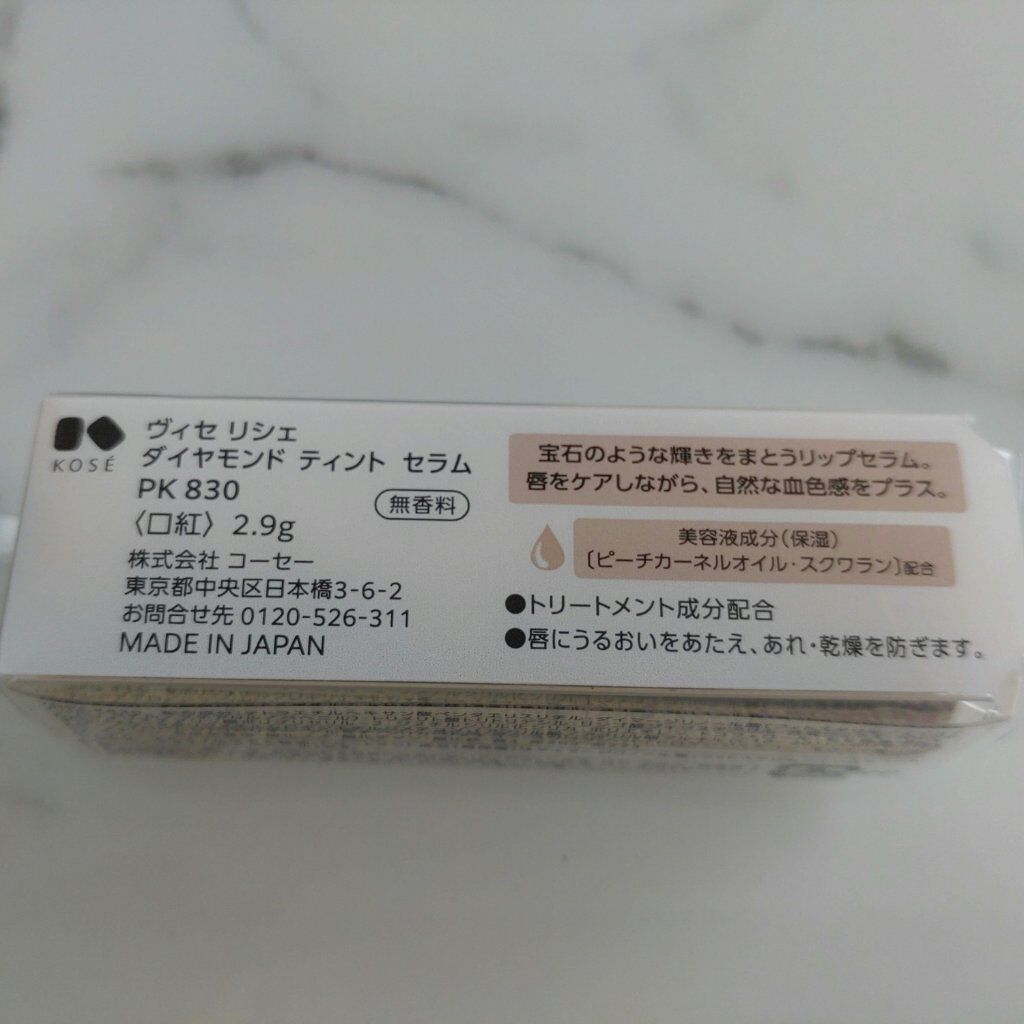 KOSÉ
ヴィセ リシェ
ダイヤモンド ティント セラム
PK 830
無香料
〈口紅〉 2.9g
株式会社 コーセー
東京都中央区日本橋3-6-2
お問合せ先 0120-526-311
MADE IN JAPAN
宝石のような輝きをまとうリップセラム。
唇をケアしながら、自然な血色感をプラス。
美容液成分(保湿)
〔ピーチカーネルオイル・スクワラン〕配合
●トリートメント成分配合
●唇にうるおいをあたえ、あれ・乾燥を防ぎます。